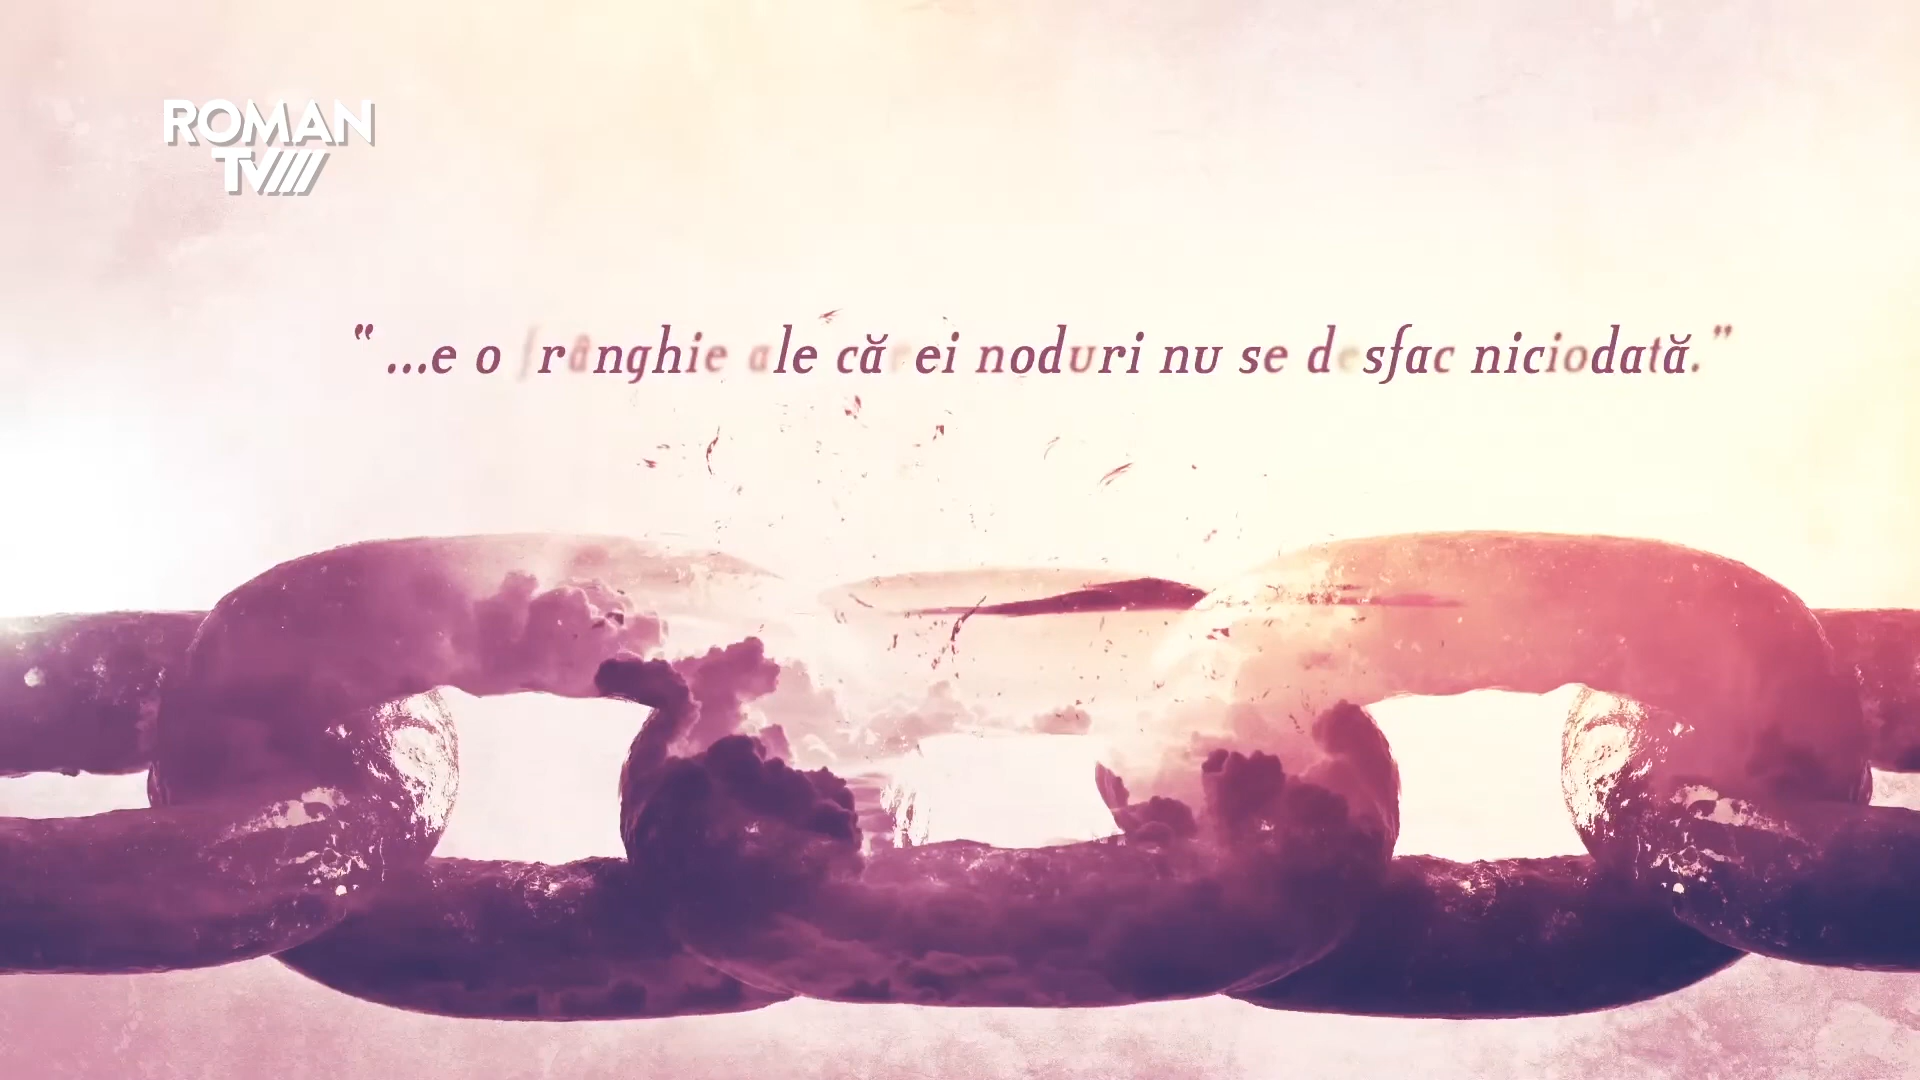 ROMAN
TV///
“ ...e o frânghie ale cărei noduri nu se desfac niciodată.”